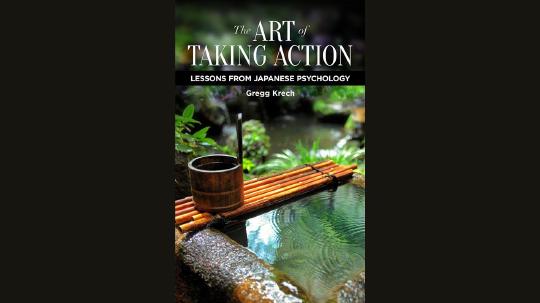 The ART of
TAKING ACTION
LESSONS FROM JAPANESE PSYCHOLOGY
Gregg Krech